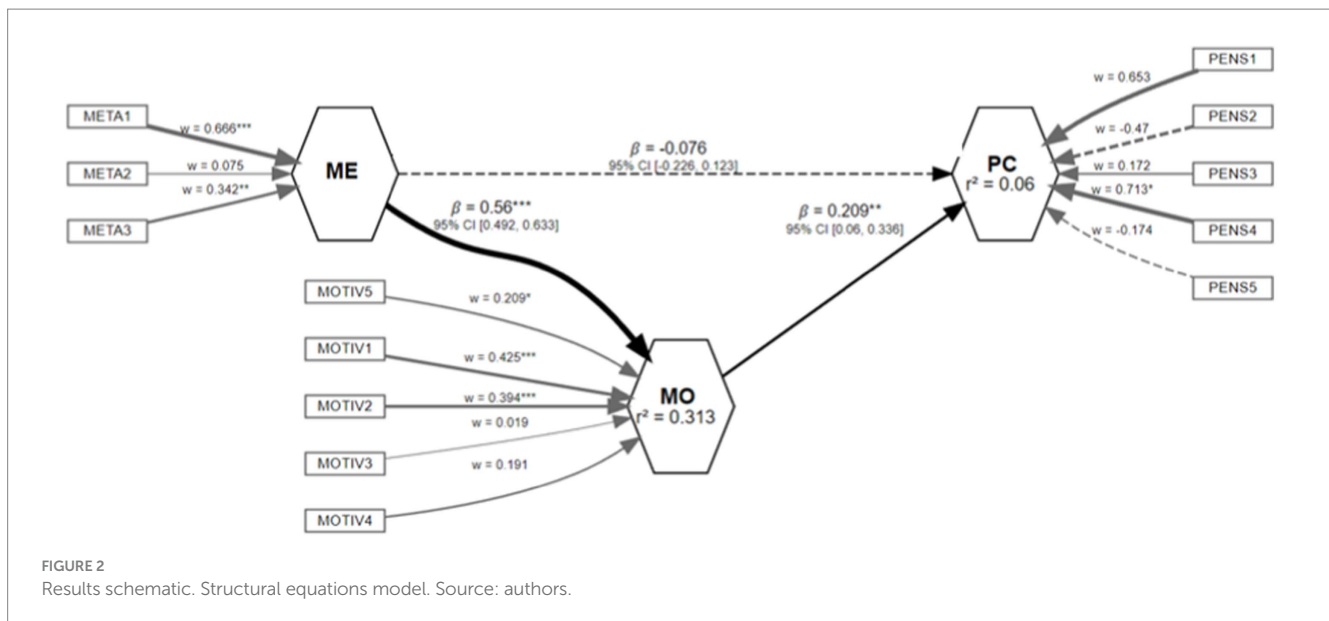 PENS1
w = 0.653
META1
w = 0.666***
PENS2
w = -0.47
β = -0.076
95% CI [-0.226, 0.123]
META2
w = 0.075
ME
PC
r² = 0.06
w = 0.172
PENS3
w = 0.342**
META3
w = 0.713*
PENS4
β = 0.56***
95% CI [0.492, 0.633]
β = 0.209**
95% CI [0.06, 0.336]
w = -0.174
PENS5
MOTIV5
w = 0.209*
MOTIV1
w = 0.425***
MOTIV2
w = 0.394***
MO
r² = 0.313
w = 0.019
MOTIV3
w = 0.191
MOTIV4
FIGURE 2
Results schematic. Structural equations model. Source: authors.